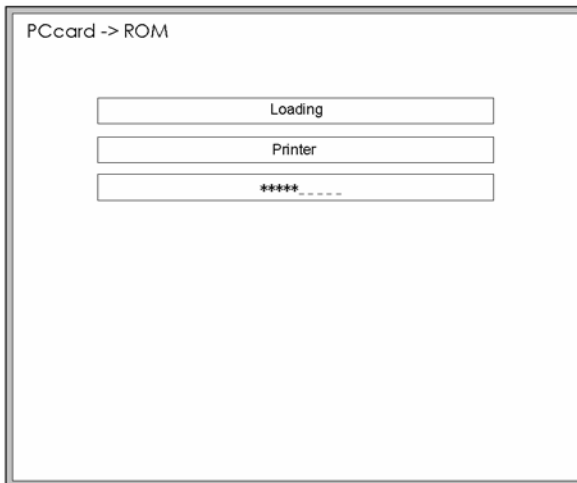 PCcard -> ROM
Loading
Printer
*****_ _ _ _ _